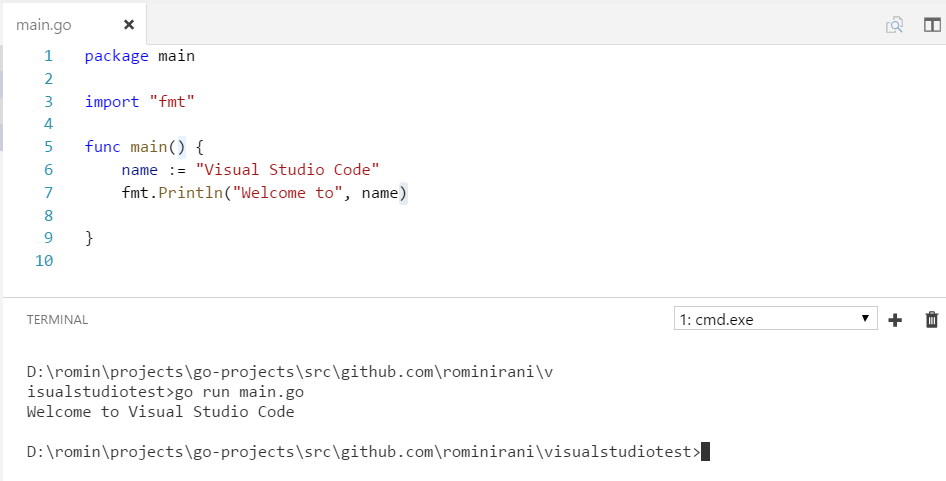 main.go
1 package main
2
3 import "fmt"
4
5 func main() {
6     name := "Visual Studio Code"
7     fmt.Println("Welcome to", name)
8
9 }
10
TERMINAL
1: cmd.exe
D:\romin\projects\go-projects\src\github.com\rominirani\v
isualstudiotest>go run main.go
Welcome to Visual Studio Code
D:\romin\projects\go-projects\src\github.com\rominirani\visualstudiotest>